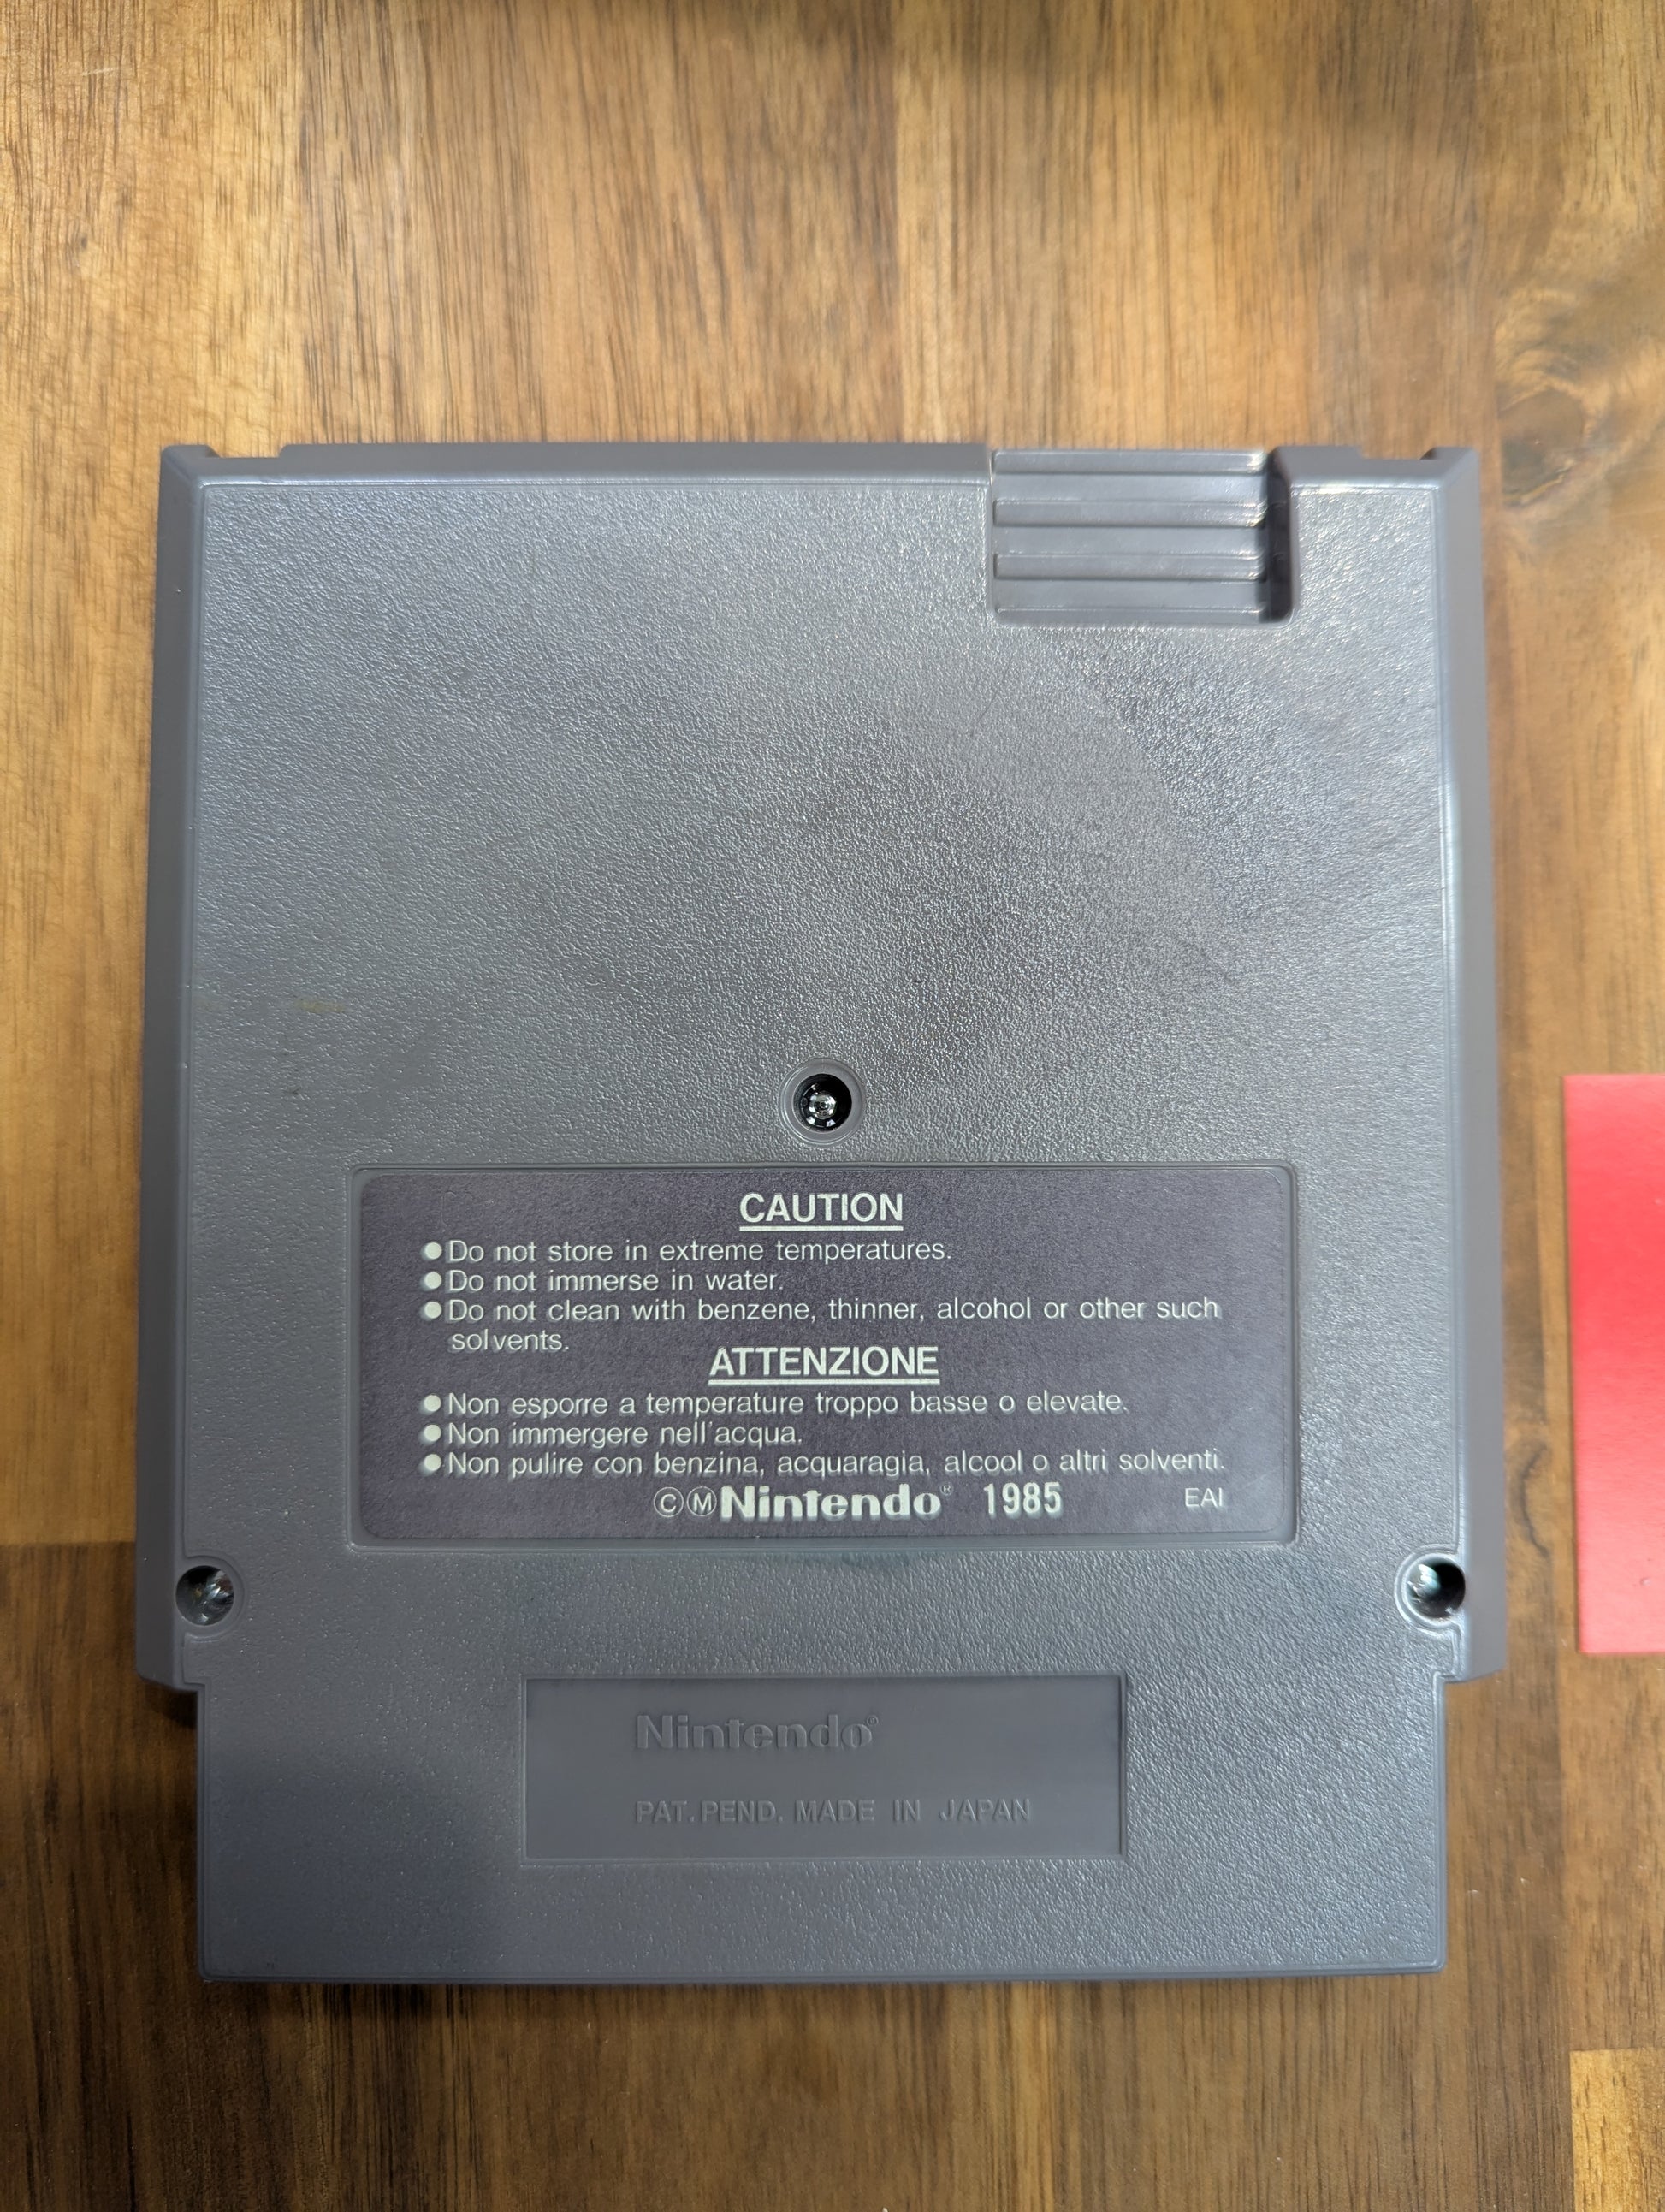 CAUTION
●Do not store in extreme temperatures.
●Do not immerse in water.
●Do not clean with benzene, thinner, alcohol or other such
solvents.
ATTENZIONE
●Non esporre a temperature troppo basse o elevate.
●Non immergere nell'acqua.
●Non pulire con benzina, acquaragia, alcool o altri solventi.
©ⓂNintendo® 1985 EAI
Nintendo®
PAT. PEND. MADE IN JAPAN